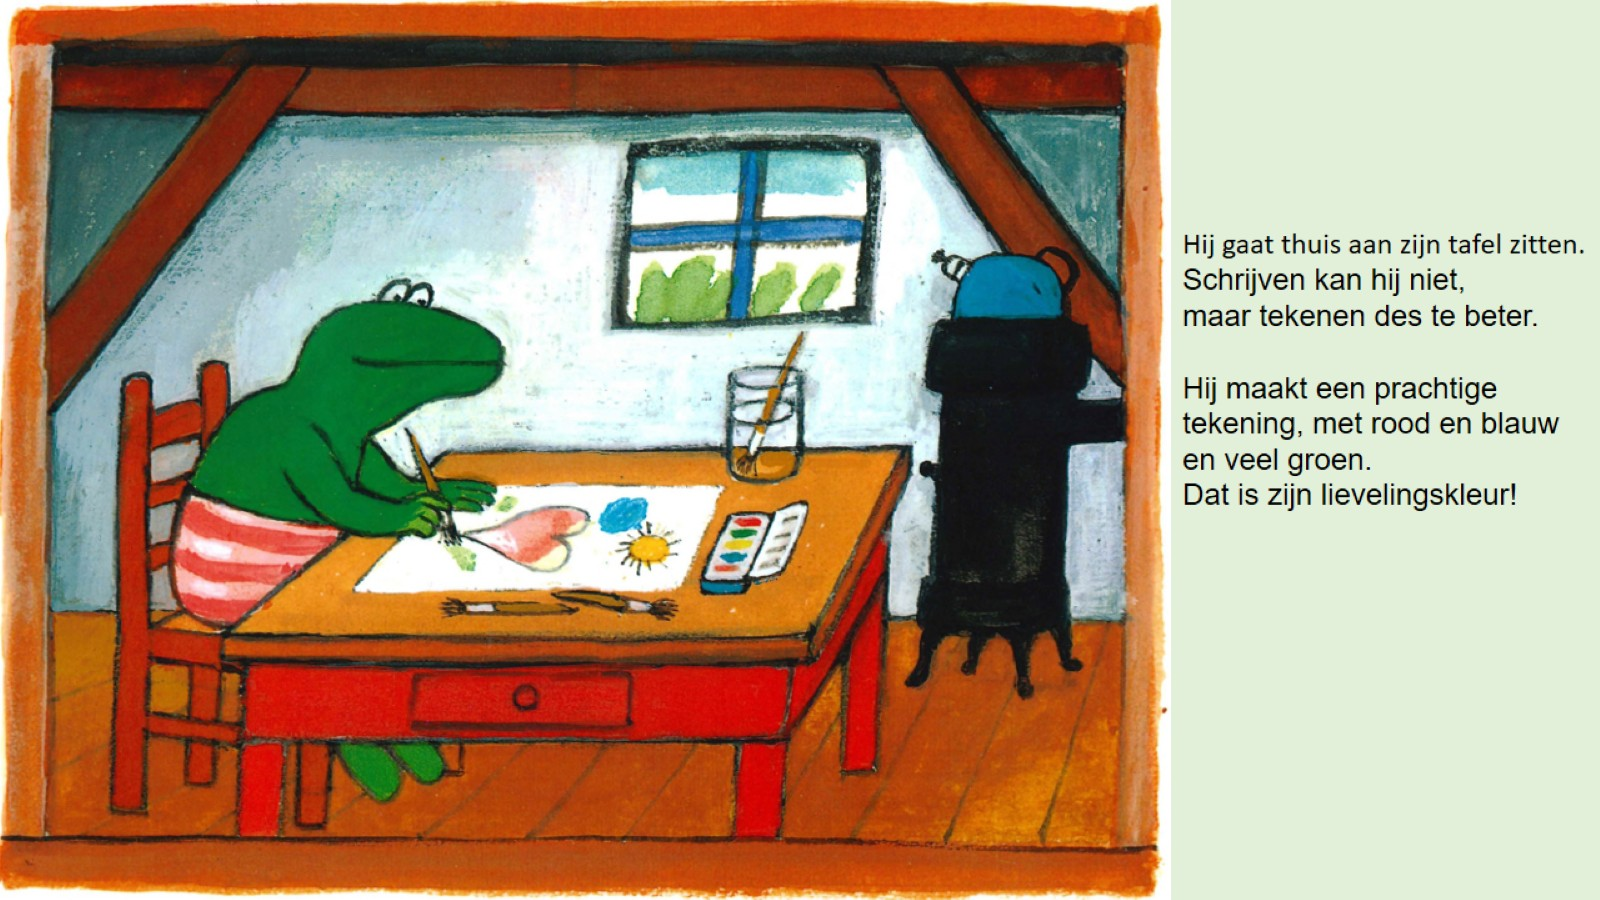 Hij gaat thuis aan zijn tafel zitten.
Schrijven kan hij niet,
maar tekenen des te beter.
Hij maakt een prachtige
tekening, met rood en blauw
en veel groen.
Dat is zijn lievelingskleur!